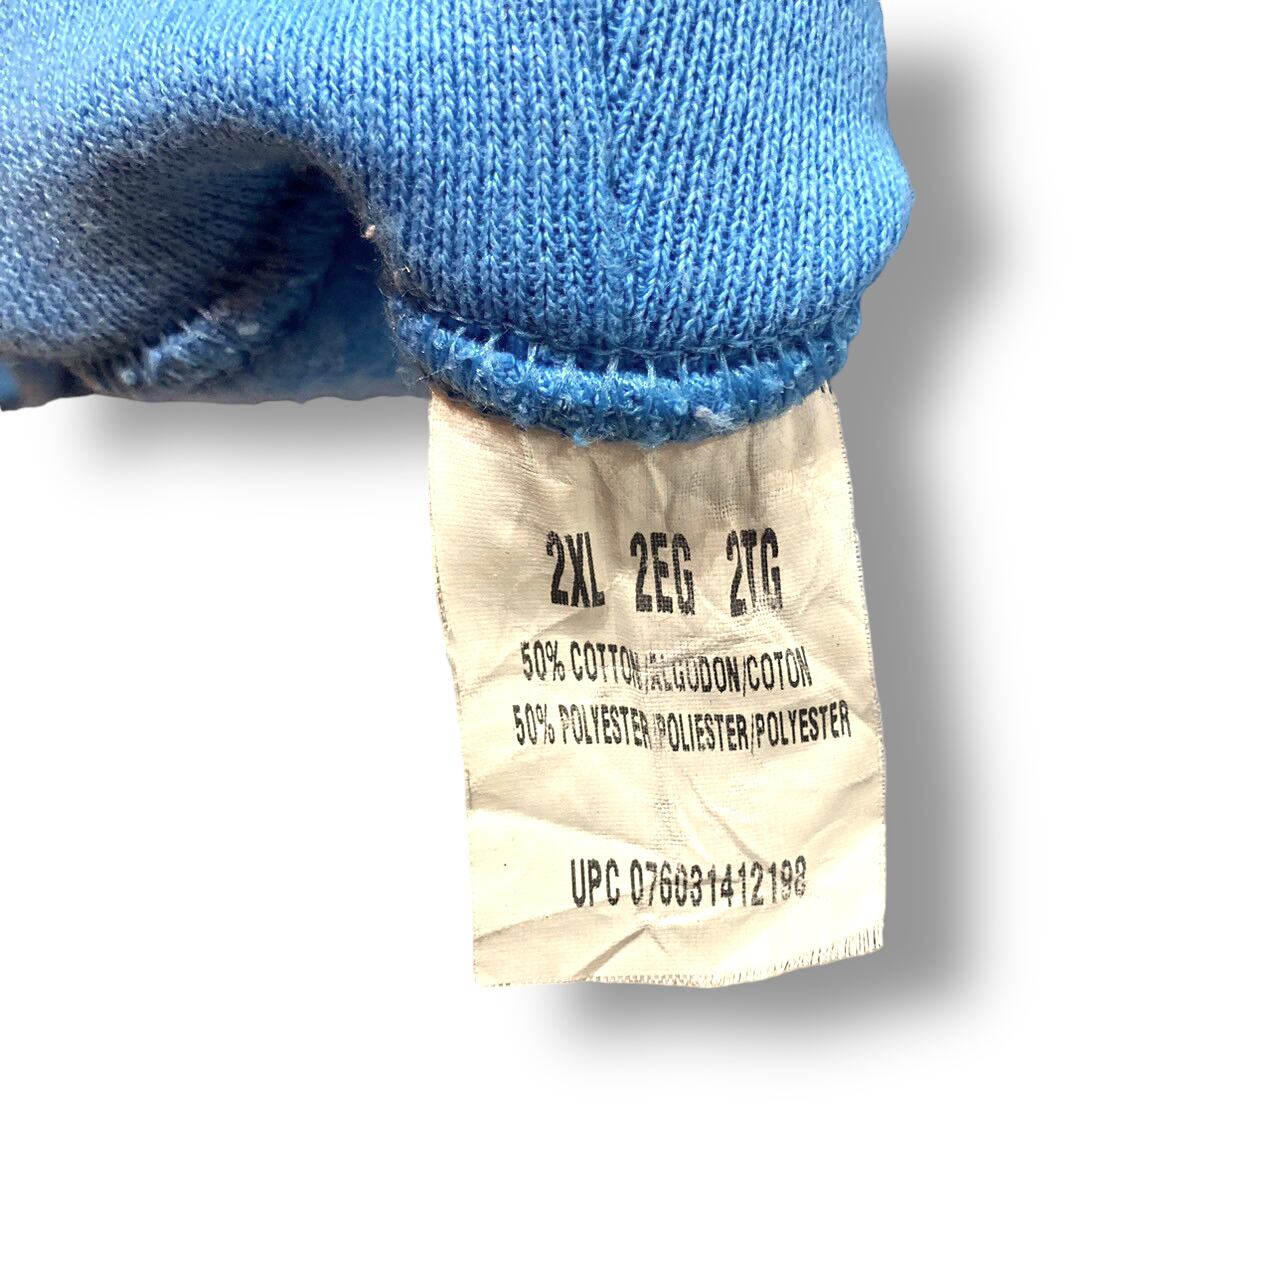 2XL 2EG 2TG
50% COTTON/ALGODON/COTON
50% POLYESTER/POLIESTER/POLYESTER
UPC 076031412198